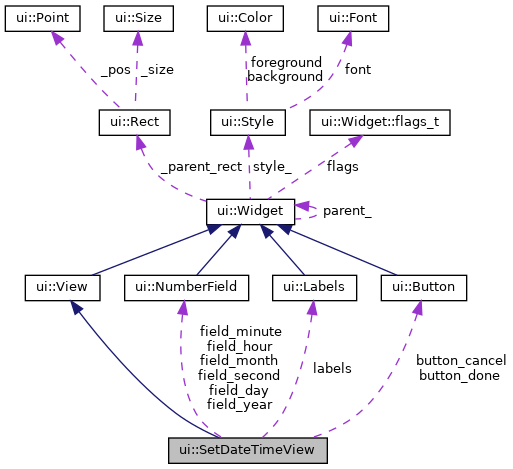 ui::Point
ui::Size
ui::Color
ui::Font
_pos
_size
foreground
background
font
ui::Rect
ui::Style
ui::Widget::flags_t
_parent_rect
style_
flags
ui::Widget
parent_
ui::View
ui::NumberField
ui::Labels
ui::Button
field_minute
field_hour
field_month
field_second
field_day
field_year
labels
button_cancel
button_done
ui::SetDateTimeView